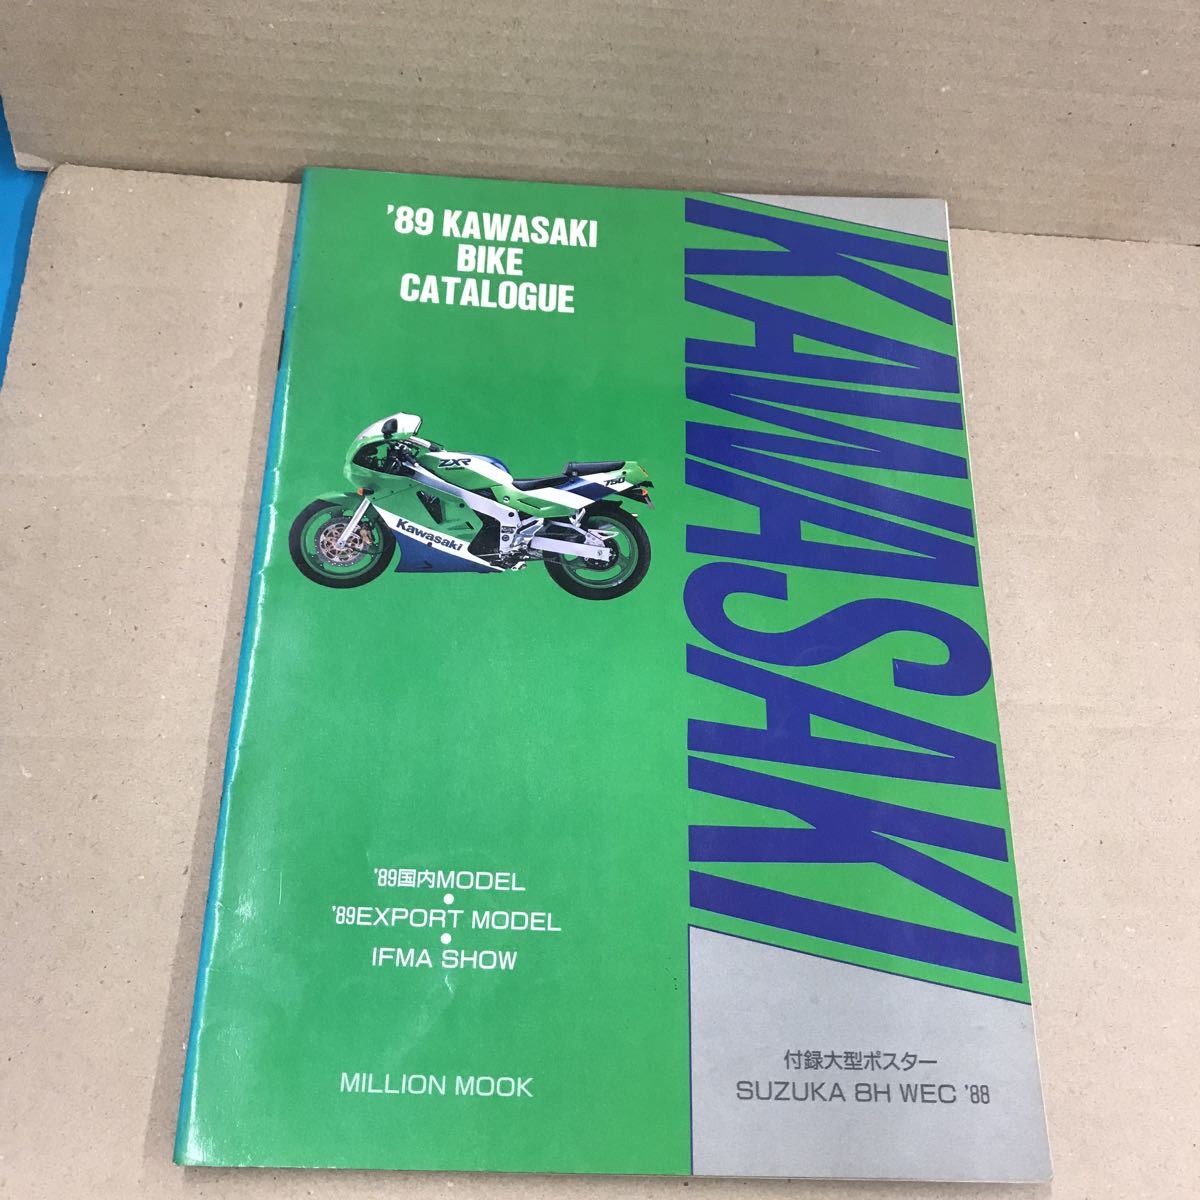 '89 KAWASAKI
BIKE
CATALOGUE
KAWASAKI
ZXR
750
Kawasaki
'89国内MODEL
'89EXPORT MODEL
IFMA SHOW
MILLION MOOK
付録大型ポスター
SUZUKA 8H WEC '88